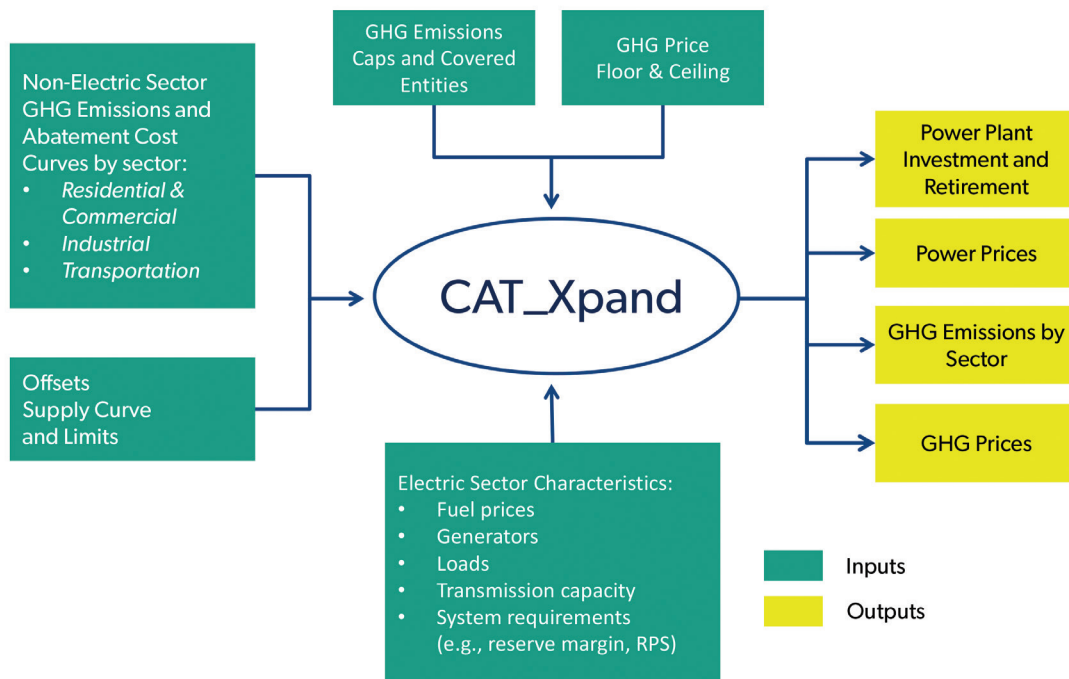 Non-Electric Sector
GHG Emissions and
Abatement Cost
Curves by sector:
• Residential &
Commercial
• Industrial
• Transportation
Offsets
Supply Curve
and Limits
GHG Emissions
Caps and Covered
Entities
GHG Price
Floor & Ceiling
CAT_Xpand
Electric Sector Characteristics:
• Fuel prices
• Generators
• Loads
• Transmission capacity
• System requirements
(e.g., reserve margin, RPS)
Power Plant
Investment and
Retirement
Power Prices
GHG Emissions by
Sector
GHG Prices
Inputs
Outputs